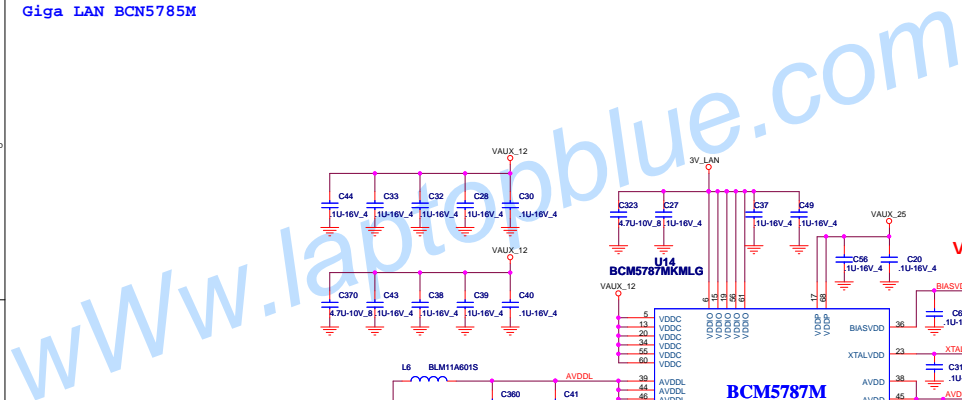 Giga LAN BCN5785M
wWw.laptopblue.com
VAUX_12
C44 C33 C32 C28 C30
.1U-16V_4 .1U-16V_4 .1U-16V_4 .1U-16V_4 .1U-16V_4
VAUX_12
C370 C43 C38 C39 C40
4.7U-10V_8 .1U-16V_4 .1U-16V_4 .1U-16V_4 .1U-16V_4
3V_LAN
C323 C27 C37 C49
4.7U-10V_8 .1U-16V_4 .1U-16V_4 .1U-16V_4
VAUX_25
C56 C20
.1U-16V_4 .1U-16V_4
U14
BCM5787MKMLG
VAUX_12
6 15 19 56 61 17 68
VDDIO VDDIO VDDIO VDDIO VDDIO VDDP VDDP
5 VDDC
13 VDDC
20 VDDC
34 VDDC
55 VDDC
60 VDDC
BIASVDD 36
XTALVDD 23
AVDD 38
AVDD 45
39 AVDDL
44 AVDDL
46 AVDDL
BCM5787M
L6 BLM11A601S
AVDDL
C360 C41